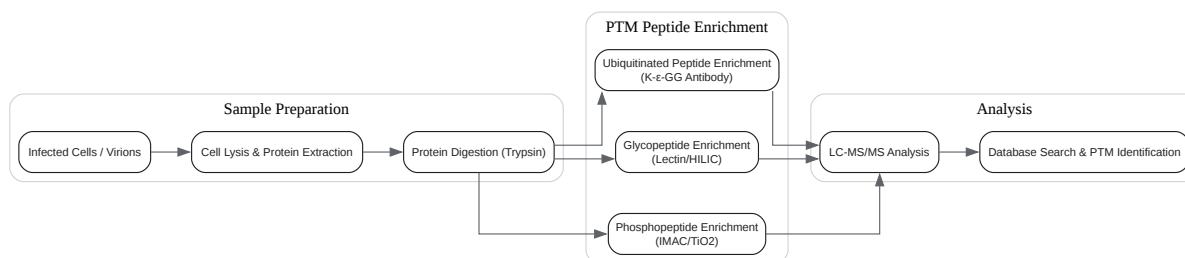 Sample Preparation
Infected Cells / Virions
Cell Lysis & Protein Extraction
Protein Digestion (Trypsin)
PTM Peptide Enrichment
Ubiquitinated Peptide Enrichment
(K-ε-GG Antibody)
Glycopeptide Enrichment
(Lectin/HILIC)
Phosphopeptide Enrichment
(IMAC/TiO2)
Analysis
LC-MS/MS Analysis
Database Search & PTM Identification